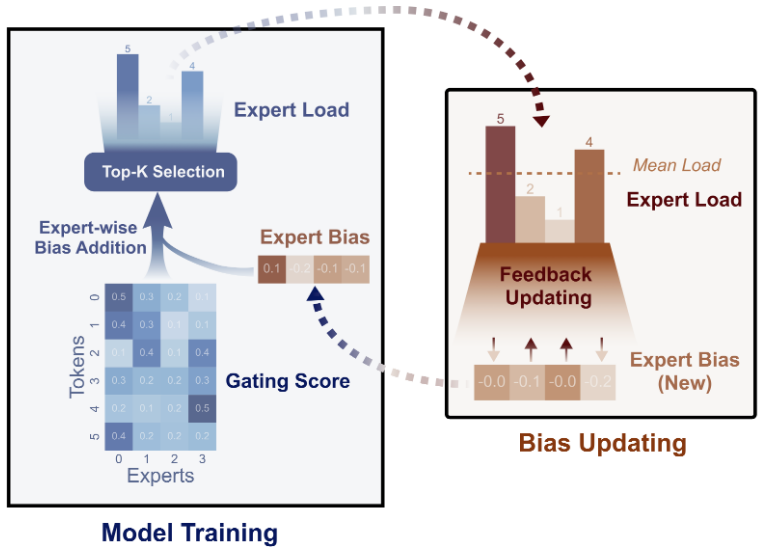 5
4
2
1
Expert Load
Top-K Selection
Expert-wise
Bias Addition
Expert Bias
0.1 -0.2 -0.1 -0.1
Tokens
0 0.5 0.3 0.2 0.1
1 0.4 0.3 0.1 0.1
2 0.1 0.4 0.1 0.4
3 0.3 0.2 0.2 0.3
4 0.2 0.1 0.2 0.5
5 0.4 0.2 0.2 0.2
0 1 2 3
Experts
Gating Score
Model Training
5
4
Mean Load
2
1
Expert Load
Feedback
Updating
-0.0 -0.1 -0.0 -0.2
Expert Bias
(New)
Bias Updating